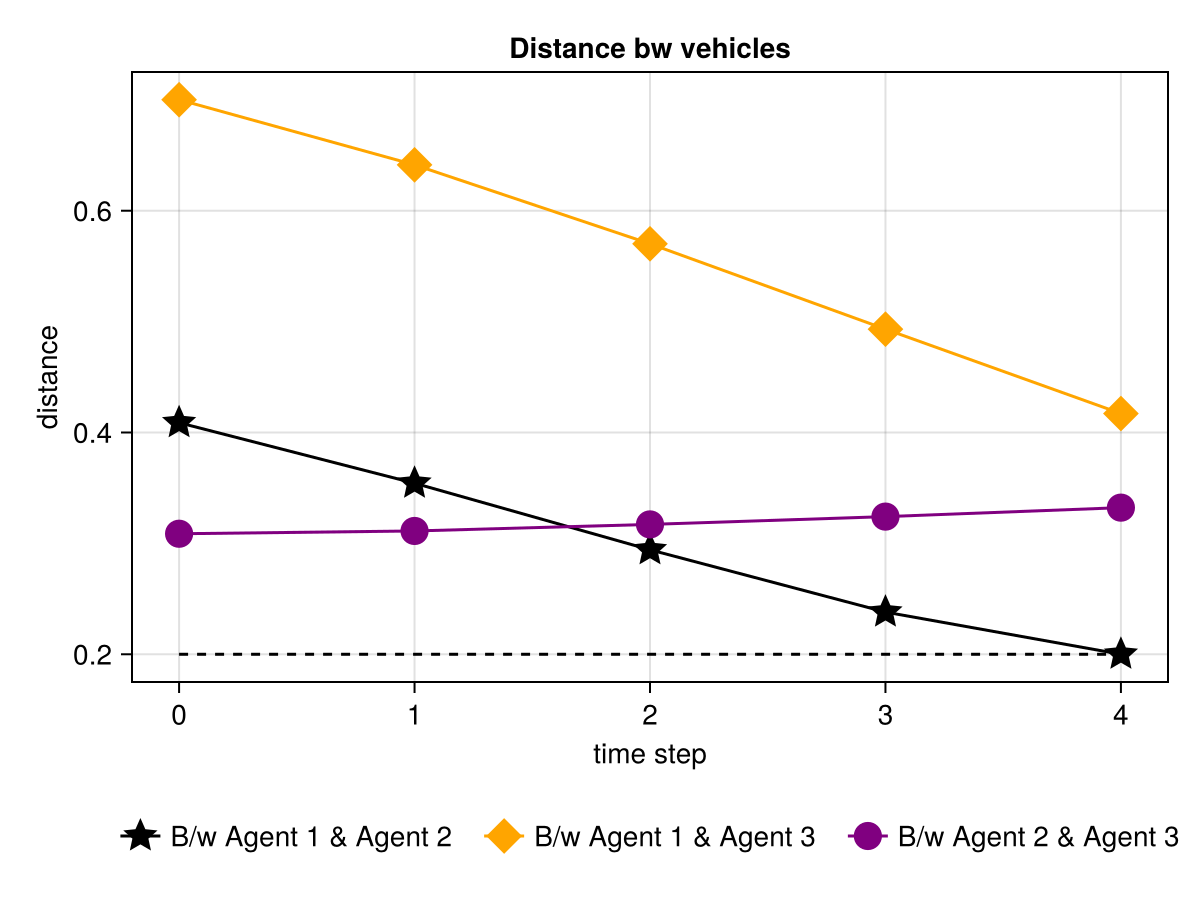 Distance bw vehicles
distance
0.6
0.4
0.2
0 1 2 3 4
time step
B/w Agent 1 & Agent 2 B/w Agent 1 & Agent 3 B/w Agent 2 & Agent 3